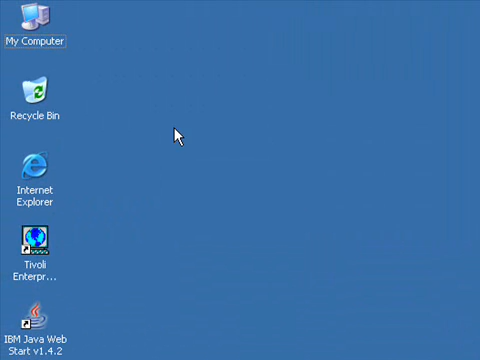 My Computer
Recycle Bin
Internet
Explorer
Tivoli
Enterpr...
IBM Java Web
Start v1.4.2